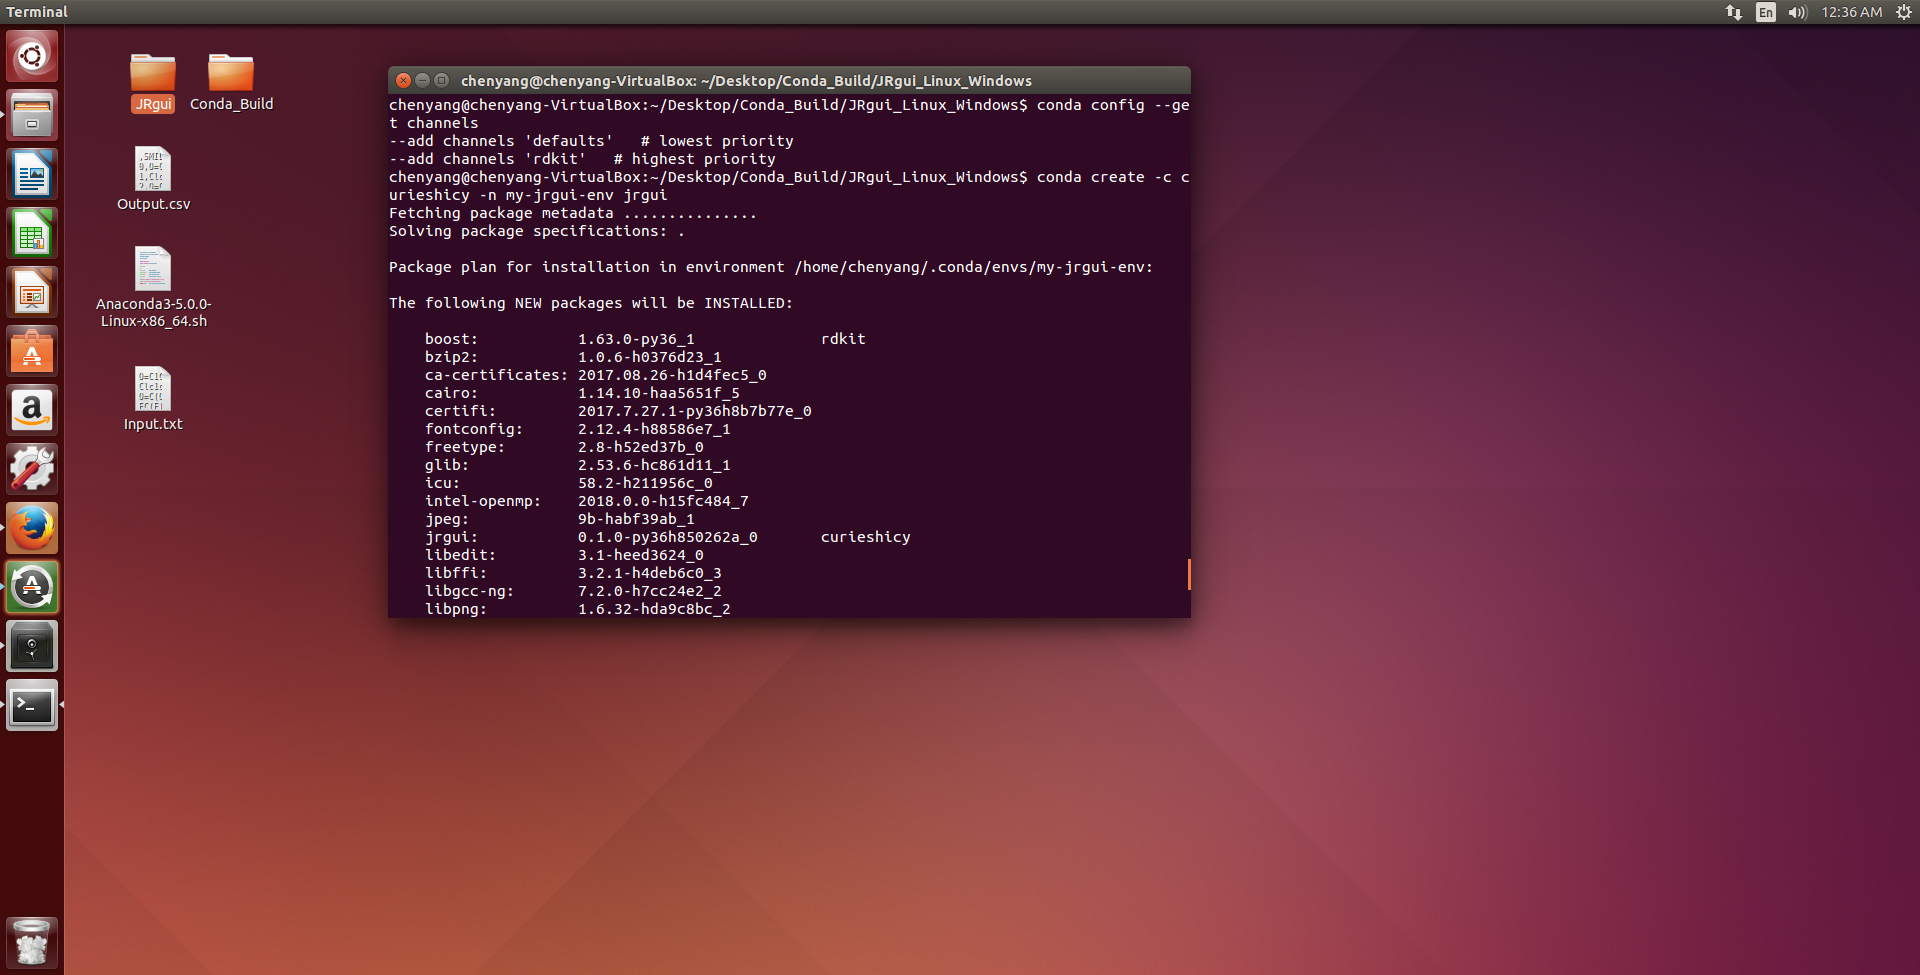 Terminal
En
12:36 AM
JRgui
Conda_Build
Output.csv
Anaconda3-5.0.0-
Linux-x86_64.sh
Input.txt
chenyang@chenyang-VirtualBox: ~/Desktop/Conda_Build/JRgui_Linux_Windows
chenyang@chenyang-VirtualBox:~/Desktop/Conda_Build/JRgui_Linux_Windows$ conda config --ge
t channels
--add channels 'defaults'   # lowest priority
--add channels 'rdkit'   # highest priority
chenyang@chenyang-VirtualBox:~/Desktop/Conda_Build/JRgui_Linux_Windows$ conda create -c c
urieshicy -n my-jrgui-env jrgui
Fetching package metadata ...............
Solving package specifications: .
Package plan for installation in environment /home/chenyang/.conda/envs/my-jrgui-env:
The following NEW packages will be INSTALLED:
boost:           1.63.0-py36_1              rdkit
bzip2:           1.0.6-h0376d23_1
ca-certificates: 2017.08.26-h1d4fec5_0
cairo:           1.14.10-haa5651f_5
certifi:         2017.7.27.1-py36h8b7b77e_0
fontconfig:      2.12.4-h88586e7_1
freetype:        2.8-h52ed37b_0
glib:            2.53.6-hc861d11_1
icu:             58.2-h211956c_0
intel-openmp:    2018.0.0-h15fc484_7
jpeg:            9b-habf39ab_1
jrgui:           0.1.0-py36h850262a_0       curieshicy
libedit:         3.1-heed3624_0
libffi:          3.2.1-h4deb6c0_3
libgcc-ng:       7.2.0-h7cc24e2_2
libpng:          1.6.32-hda9c8bc_2